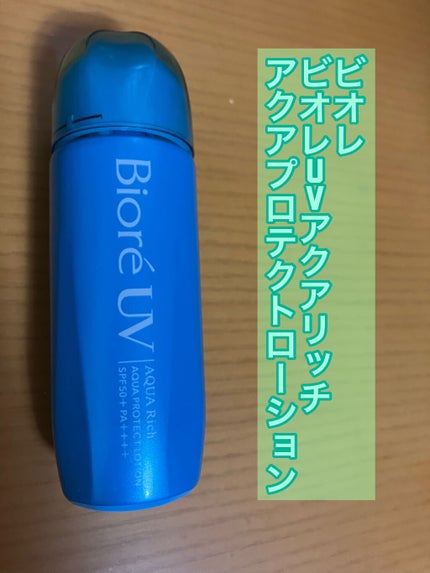 ビオレ
ビオレUVアクアリッチ
アクアプロテクトローション
Bioré UV
AQUA Rich
AQUA PROTECT LOTION
SPF50+ PA++++